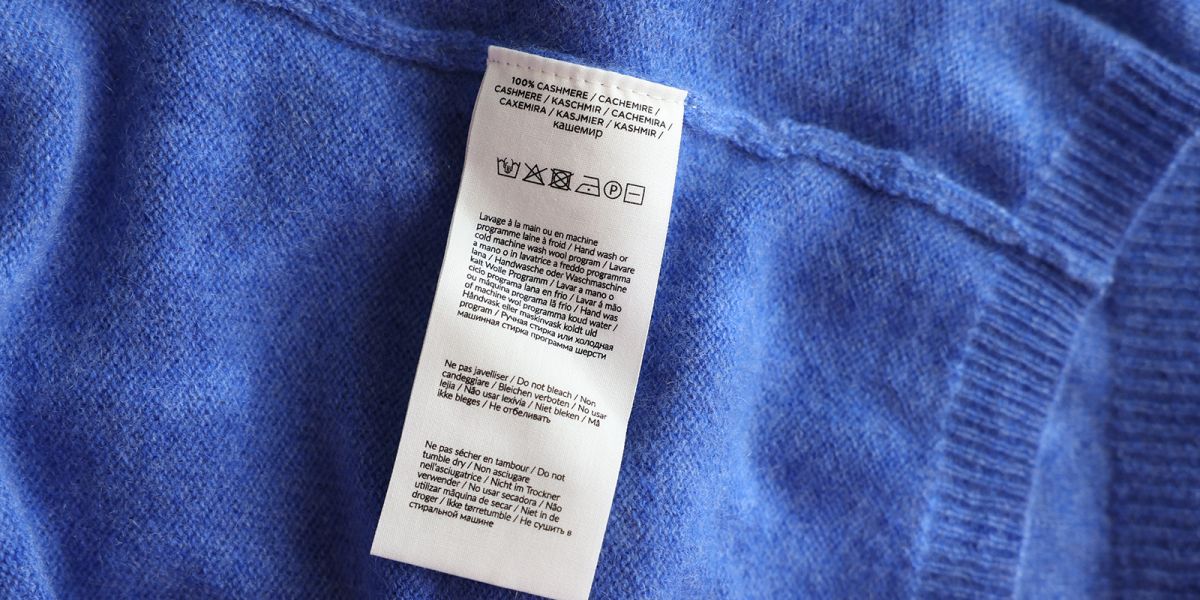 100% CASHMERE / CACHEMIRE /
CASHMERE / KASCHMIR / CACHEMIRA /
CAXEMIRA / KASJMIER / KASHMIR /
кашемир
P
Lavage à la main ou en machine
programme laine à froid / Hand wash or
cold machine wash wool program / Lavare
a mano o in lavatrice a freddo programma
lana / Handwasche oder Waschmaschine
kalt Wolle Programm / Lavar a mano o
ciclo programa lana en frio / Lavar à mão
ou máquina programa lã frio / Hand was
of machine wol programma koud water /
Håndvask eller maskinvask koldt uld
program / Ручная стирка или холодная
машинная стирка программа шерсти
Ne pas javelliser / Do not bleach / Non
candeggiare / Bleichen verboten / No usar
lejia / Não usar lexivia / Niet bleken / Må
ikke bleges / Не отбеливать
Ne pas sécher en tambour / Do not
tumble dry / Non asciugare
nell'asciugatrice / Nicht im Trockner
verwender / No usar secadora / Não
utilizar máquina de secar / Niet in de
droger / Ikke tørretumble / Не сушить в
стиральной машине